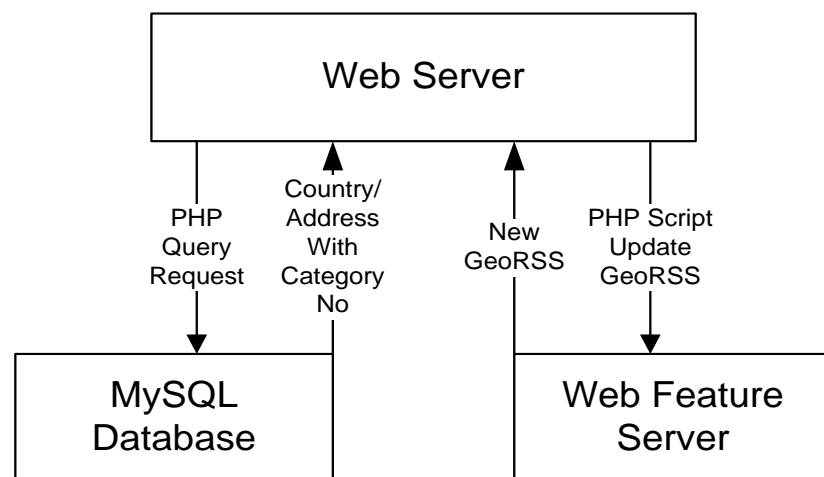 Web Server
PHP
Query
Request
Country/
Address
With
Category
No
New
GeoRSS
PHP Script
Update
GeoRSS
MySQL
Database
Web Feature
Server